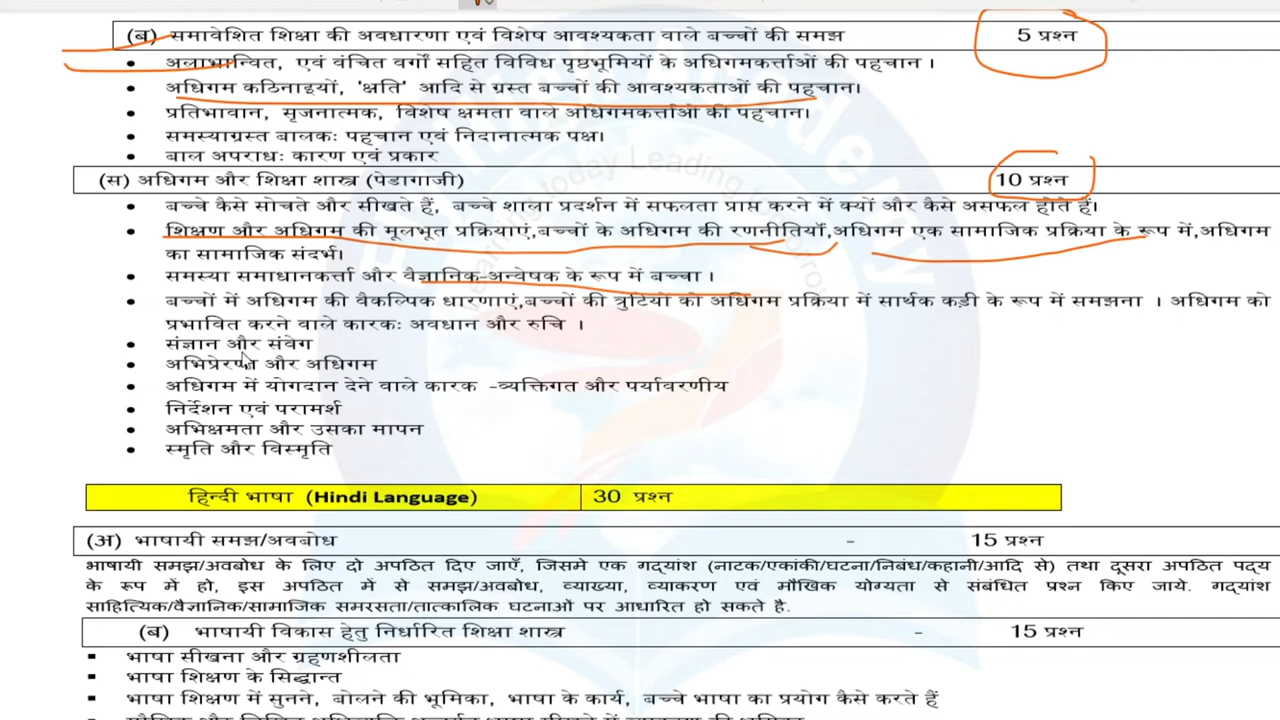 (ब) समावेशित शिक्षा की अवधारणा एवं विशेष आवश्यकता वाले बच्चों की समझ 5 प्रश्न
• अलाभान्वित, एवं वंचित वर्गों सहित विविध पृष्ठभूमियों के अधिगमकर्त्ताओं की पहचान।
• अधिगम कठिनाइयों, 'क्षति' आदि से ग्रस्त बच्चों की आवश्यकताओं की पहचान।
• प्रतिभावान, सृजनात्मक, विशेष क्षमता वाले अधिगमकर्त्ताओं की पहचान।
• समस्याग्रस्त बालकः पहचान एवं निदानात्मक पक्ष।
• बाल अपराधः कारण एवं प्रकार
(स) अधिगम और शिक्षा शास्त्र (पेडागाजी) 10 प्रश्न
• बच्चे कैसे सोचते और सीखते हैं, बच्चे शाला प्रदर्शन में सफलता प्राप्त करने में क्यों और कैसे असफल होते हैं।
• शिक्षण और अधिगम की मूलभूत प्रक्रियाएं,बच्चों के अधिगम की रणनीतियाँ,अधिगम एक सामाजिक प्रक्रिया के रूप में,अधिगम
का सामाजिक संदर्भ।
• समस्या समाधानकर्त्ता और वैज्ञानिक-अन्वेषक के रूप में बच्चा ।
• बच्चों में अधिगम की वैकल्पिक धारणाएं,बच्चों की त्रुटियों को अधिगम प्रक्रिया में सार्थक कड़ी के रूप में समझना । अधिगम को
प्रभावित करने वाले कारकः अवधान और रुचि ।
• संज्ञान और संवेग
• अभिप्रेरणा और अधिगम
• अधिगम में योगदान देने वाले कारक -व्यक्तिगत और पर्यावरणीय
• निर्देशन एवं परामर्श
• अभिक्षमता और उसका मापन
• स्मृति और विस्मृति
हिन्दी भाषा (Hindi Language) 30 प्रश्न
(अ) भाषायी समझ/अवबोध - 15 प्रश्न
भाषायी समझ/अवबोध के लिए दो अपठित दिए जाएँ, जिसमे एक गद्यांश (नाटक/एकांकी/घटना/निबंध/कहानी/आदि से) तथा दूसरा अपठित पद्य
के रूप में हो, इस अपठित में से समझ/अवबोध, व्याख्या, व्याकरण एवं मौखिक योग्यता से संबंधित प्रश्न किए जाये. गद्यांश
साहित्यिक/वैज्ञानिक/सामाजिक समरसता/तात्कालिक घटनाओं पर आधारित हो सकते है.
(ब) भाषायी विकास हेतु निर्धारित शिक्षा शास्त्र - 15 प्रश्न
▪ भाषा सीखना और ग्रहणशीलता
▪ भाषा शिक्षण के सिद्धान्त
▪ भाषा शिक्षण में सुनने, बोलने की भूमिका, भाषा के कार्य, बच्चे भाषा का प्रयोग कैसे करते हैं